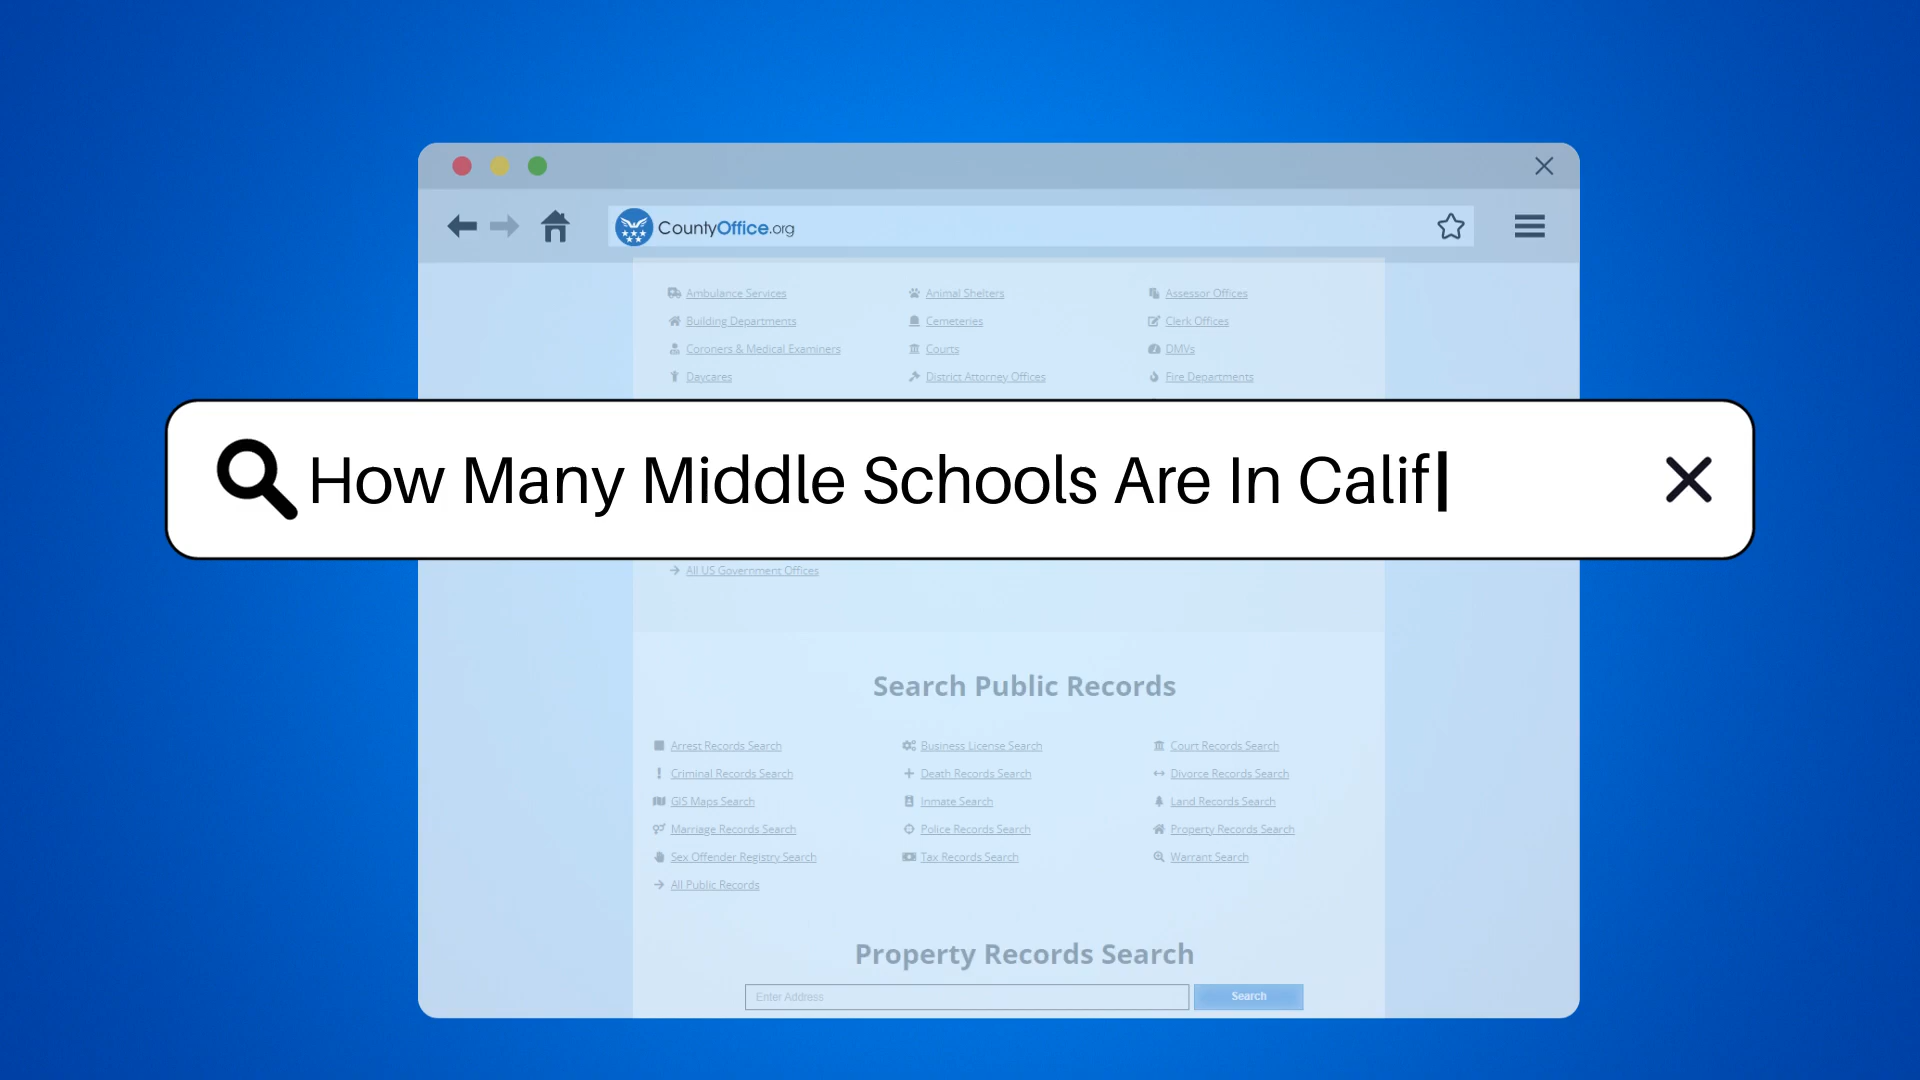 CountyOffice.org
Ambulance Services Animal Shelters Assessor Offices
Building Departments Cemeteries Clerk Offices
Coroners & Medical Examiners Courts DMVs
Daycares District Attorney Offices Fire Departments
How Many Middle Schools Are In Calif
All US Government Offices
Search Public Records
Arrest Records Search Business License Search Court Records Search
Criminal Records Search Death Records Search Divorce Records Search
GIS Maps Search Inmate Search Land Records Search
Marriage Records Search Police Records Search Property Records Search
Sex Offender Registry Search Tax Records Search Warrant Search
All Public Records
Property Records Search
Enter Address Search